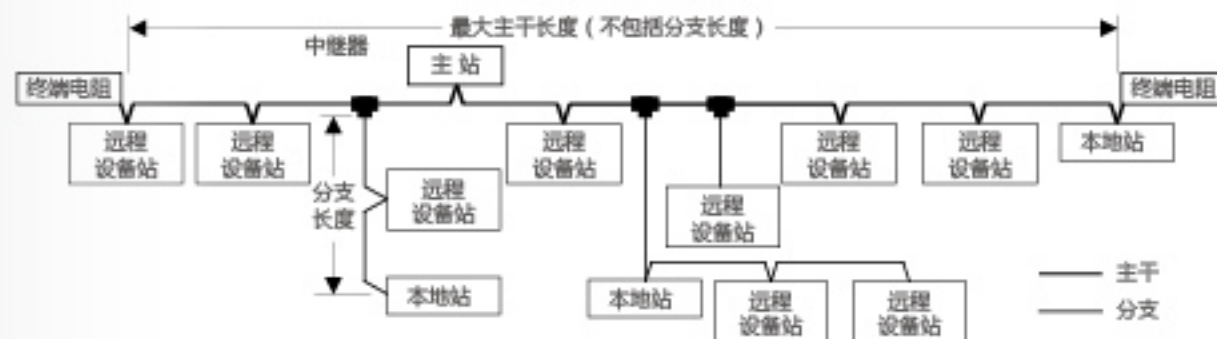 最大主干长度（不包括分支长度）
中继器
主 站
终端电阻
终端电阻
远程
设备站
远程
设备站
远程
设备站
远程
设备站
远程
设备站
本地站
分支
长度
远程
设备站
远程
设备站
本地站
本地站
远程
设备站
远程
设备站
主干
分支